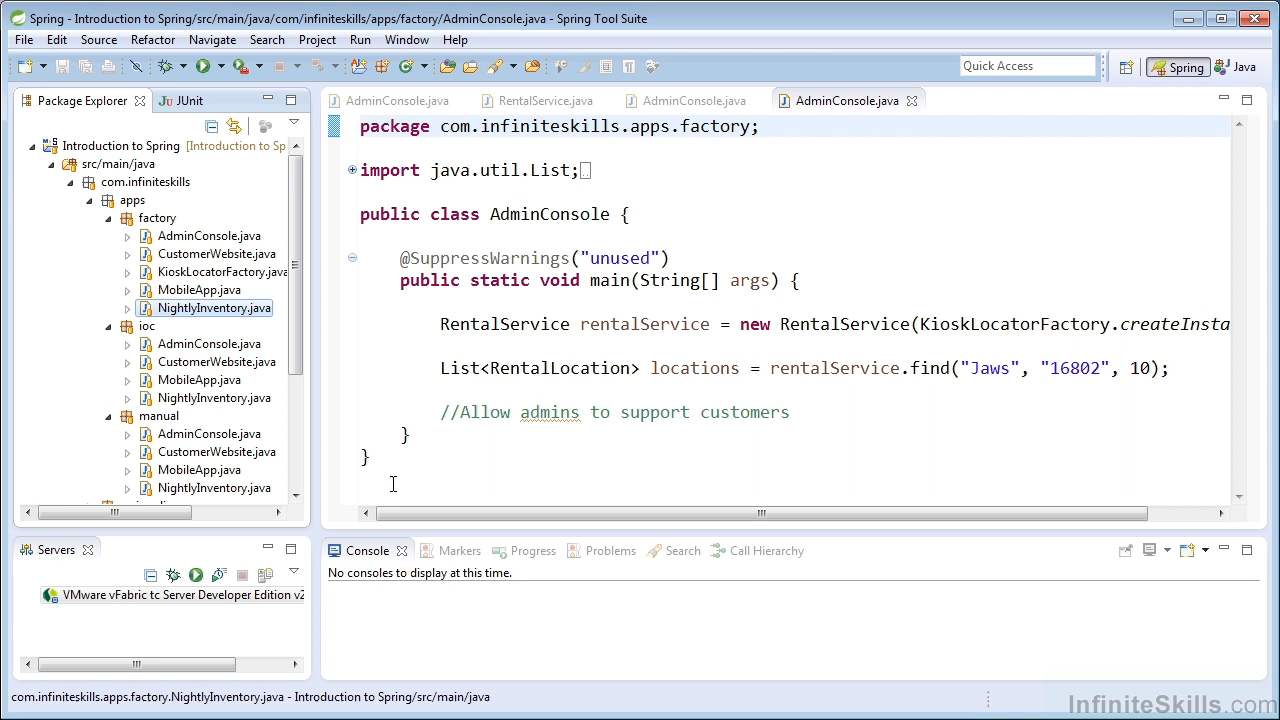 Spring - Introduction to Spring/src/main/java/com/infiniteskills/apps/factory/AdminConsole.java - Spring Tool Suite
File Edit Source Refactor Navigate Search Project Run Window Help
Quick Access Spring Java
Package Explorer JUnit
AdminConsole.java RentalService.java AdminConsole.java AdminConsole.java
Introduction to Spring [Introduction to Sp
src/main/java
com.infiniteskills
apps
factory
AdminConsole.java
CustomerWebsite.java
KioskLocatorFactory.java
MobileApp.java
NightlyInventory.java
ioc
AdminConsole.java
CustomerWebsite.java
MobileApp.java
NightlyInventory.java
manual
AdminConsole.java
CustomerWebsite.java
MobileApp.java
NightlyInventory.java
package com.infiniteskills.apps.factory;
import java.util.List;
public class AdminConsole {
@SuppressWarnings("unused")
public static void main(String[] args) {
RentalService rentalService = new RentalService(KioskLocatorFactory.createInsta
List<RentalLocation> locations = rentalService.find("Jaws", "16802", 10);
//Allow admins to support customers
}
}
Servers
VMware vFabric tc Server Developer Edition v2
Console Markers Progress Problems Search Call Hierarchy
No consoles to display at this time.
com.infiniteskills.apps.factory.NightlyInventory.java - Introduction to Spring/src/main/java
InfiniteSkills.com